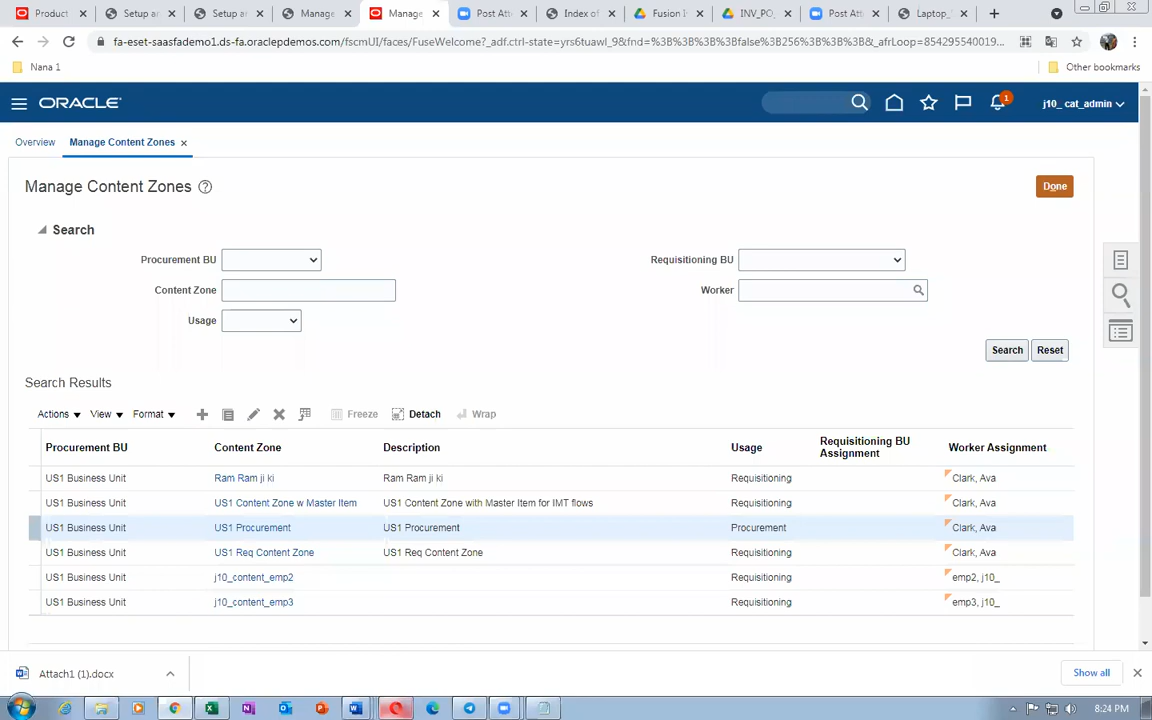 Product
Setup an
Setup an
Manage
Manage
Post Att
Index of
Fusion I
INV_PO_
Post Att
Laptop_
fa-eset-saasfademo1.ds-fa.oraclepdemos.com/fscmUI/faces/FuseWelcome?_adf.ctrl-state=yrs6tuawl_9&fnd=%3B%3B%3B%3Bfalse%3B256%3B%3B%3B&_afrLoop=854295540019...
Nana 1
Other bookmarks
ORACLE
1
j10_ cat_admin
Overview
Manage Content Zones
Manage Content Zones
Done
Search
Procurement BU
Requisitioning BU
Content Zone
Worker
Usage
Search
Reset
Search Results
Actions
View
Format
Freeze
Detach
Wrap
Procurement BU Content Zone Description Usage Requisitioning BU Assignment Worker Assignment
US1 Business Unit Ram Ram ji ki Ram Ram ji ki Requisitioning Clark, Ava
US1 Business Unit US1 Content Zone w Master Item US1 Content Zone with Master Item for IMT flows Requisitioning Clark, Ava
US1 Business Unit US1 Procurement US1 Procurement Procurement Clark, Ava
US1 Business Unit US1 Req Content Zone US1 Req Content Zone Requisitioning Clark, Ava
US1 Business Unit j10_content_emp2 Requisitioning emp2, j10_
US1 Business Unit j10_content_emp3 Requisitioning emp3, j10_
Attach1 (1).docx
Show all
8:24 PM